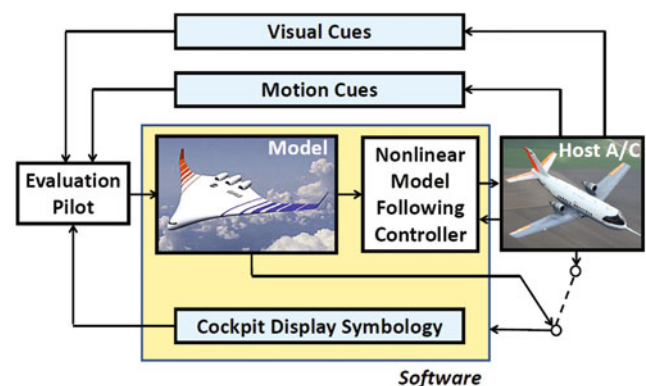 Visual Cues
Motion Cues
Model
Host A/C
Evaluation
Pilot
Nonlinear
Model
Following
Controller
Cockpit Display Symbology
Software